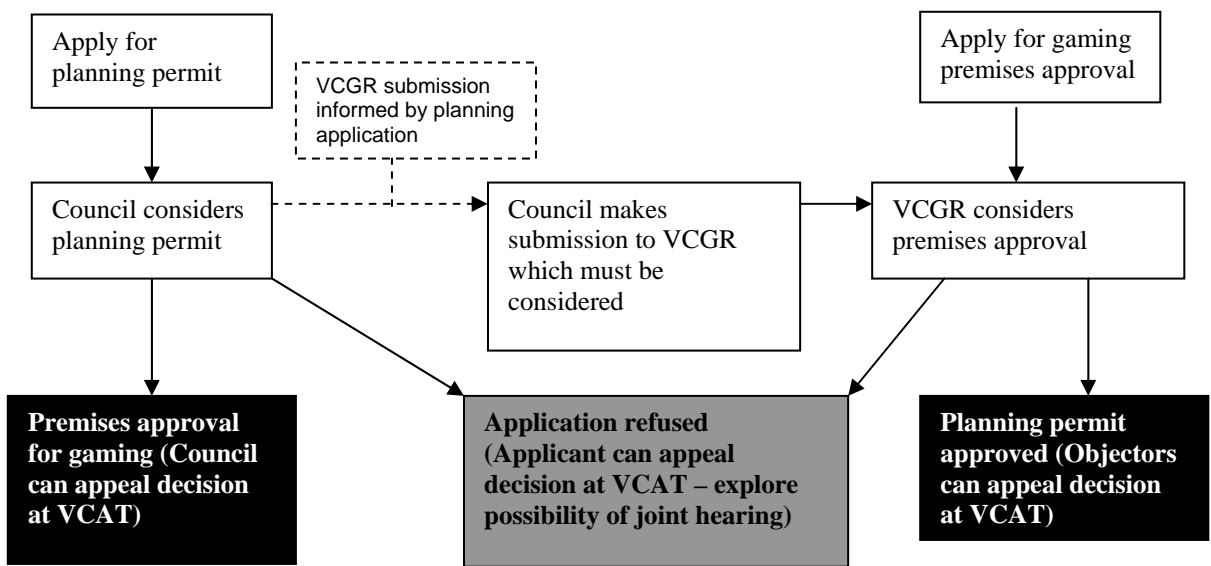 Apply for
planning permit
VCGR submission
informed by planning
application
Apply for gaming
premises approval
Council considers
planning permit
Council makes
submission to VCGR
which must be
considered
VCGR considers
premises approval
Premises approval
for gaming (Council
can appeal decision
at VCAT)
Application refused
(Applicant can appeal
decision at VCAT – explore
possibility of joint hearing)
Planning permit
approved (Objectors
can appeal decision
at VCAT)